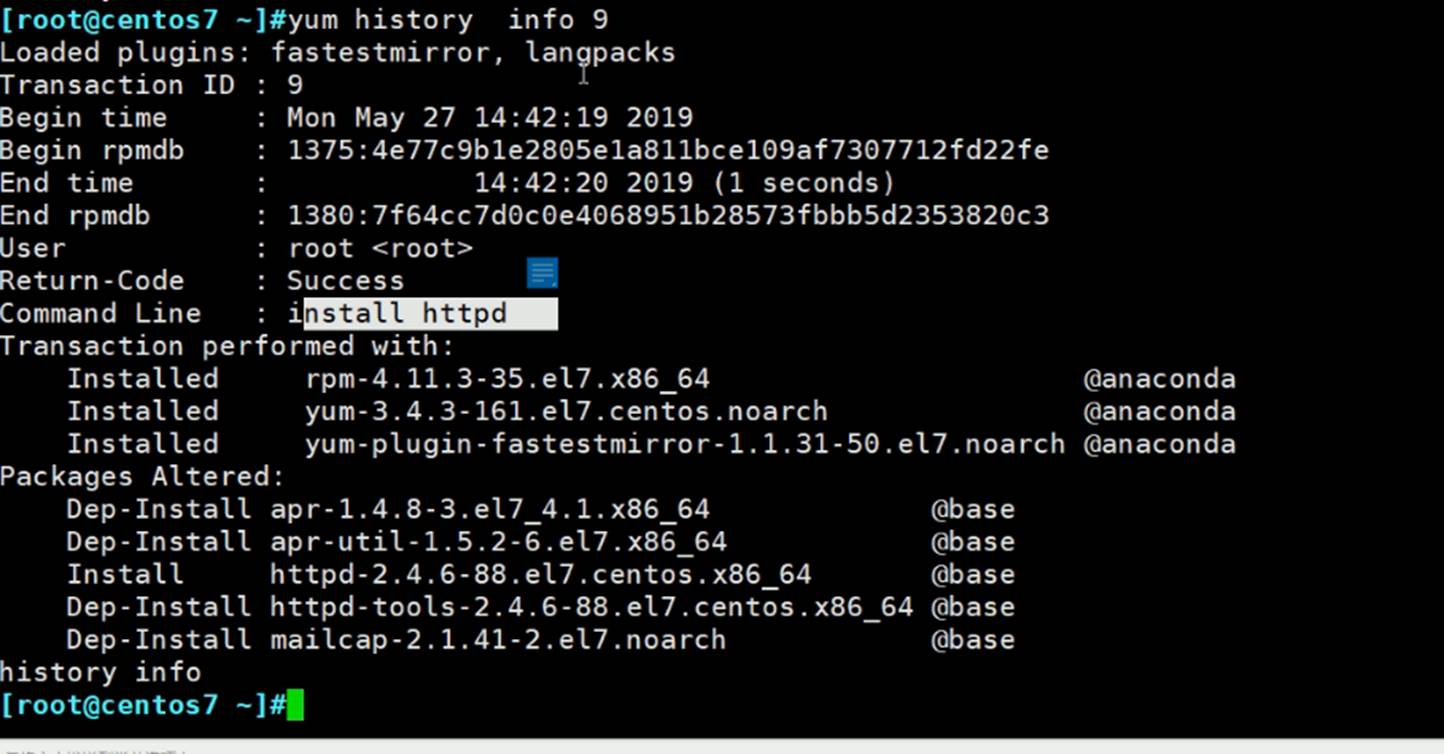 [root@centos7 ~]#yum history  info 9
Loaded plugins: fastestmirror, langpacks
Transaction ID : 9
Begin time     : Mon May 27 14:42:19 2019
Begin rpmdb    : 1375:4e77c9b1e2805e1a811bce109af7307712fd22fe
End time       :            14:42:20 2019 (1 seconds)
End rpmdb      : 1380:7f64cc7d0c0e4068951b28573fbbb5d2353820c3
User           : root <root>
Return-Code    : Success
Command Line   : install httpd
Transaction performed with:
    Installed     rpm-4.11.3-35.el7.x86_64                      @anaconda
    Installed     yum-3.4.3-161.el7.centos.noarch               @anaconda
    Installed     yum-plugin-fastestmirror-1.1.31-50.el7.noarch @anaconda
Packages Altered:
    Dep-Install apr-1.4.8-3.el7_4.1.x86_64             @base
    Dep-Install apr-util-1.5.2-6.el7.x86_64            @base
    Install     httpd-2.4.6-88.el7.centos.x86_64       @base
    Dep-Install httpd-tools-2.4.6-88.el7.centos.x86_64 @base
    Dep-Install mailcap-2.1.41-2.el7.noarch            @base
history info
[root@centos7 ~]#